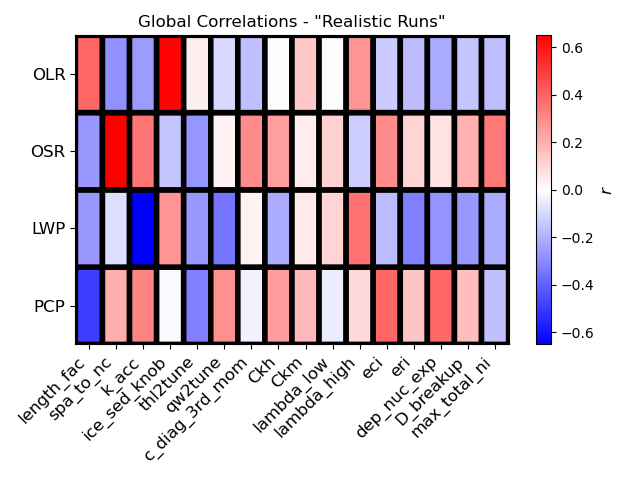 Global Correlations - "Realistic Runs"
OLR
OSR
LWP
PCP
length_fac
spa_to_nc
k_acc
ice_sed_knob
thl2tune
qw2tune
c_diag_3rd_mom
Ckh
Ckm
lambda_low
lambda_high
eci
eri
dep_nuc_exp
D_breakup
max_total_ni
0.6
0.4
0.2
0.0
−0.2
−0.4
−0.6
r